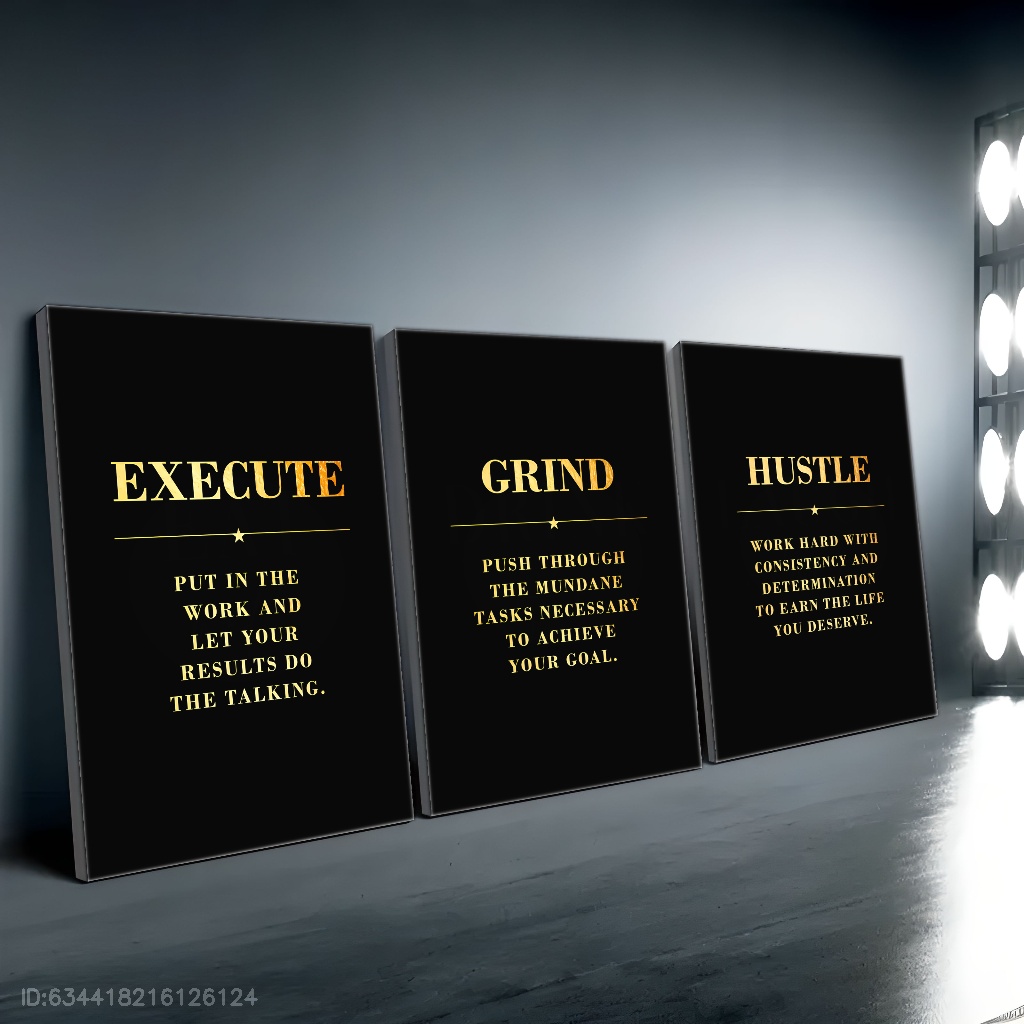 EXECUTE
PUT IN THE
WORK AND
LET YOUR
RESULTS DO
THE TALKING.
GRIND
PUSH THROUGH
THE MUNDANE
TASKS NECESSARY
TO ACHIEVE
YOUR GOAL.
HUSTLE
WORK HARD WITH
CONSISTENCY AND
DETERMINATION
TO EARN THE LIFE
YOU DESERVE.
ID:634418216126124